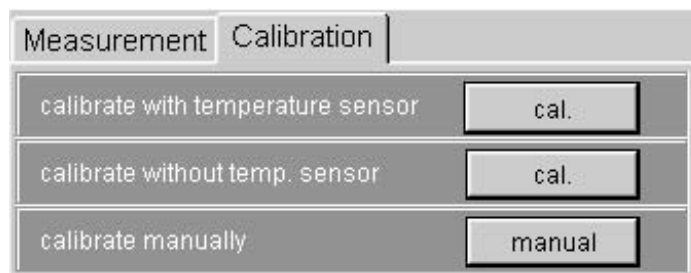 Measurement Calibration
calibrate with temperature sensor cal.
calibrate without temp. sensor cal.
calibrate manually manual